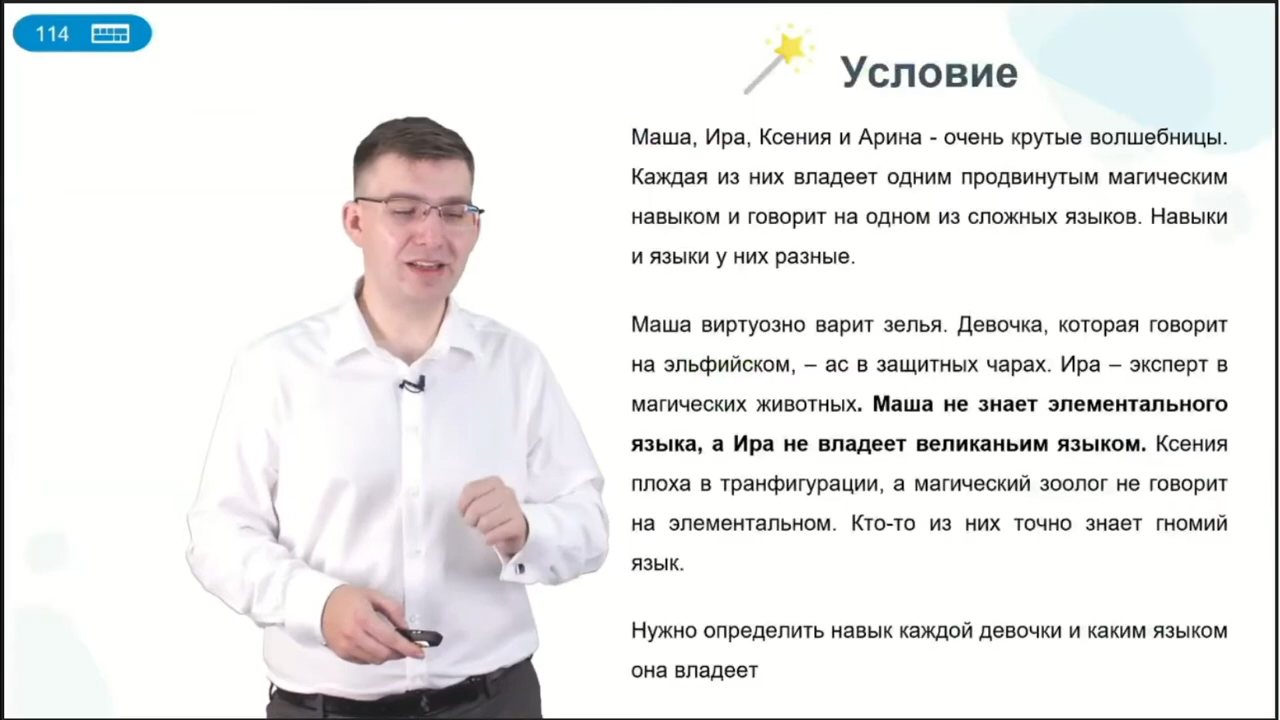 114
Условие
Маша, Ира, Ксения и Арина - очень крутые волшебницы.
Каждая из них владеет одним продвинутым магическим
навыком и говорит на одном из сложных языков. Навыки
и языки у них разные.
Маша виртуозно варит зелья. Девочка, которая говорит
на эльфийском, – ас в защитных чарах. Ира – эксперт в
магических животных. Маша не знает элементального
языка, а Ира не владеет великаньим языком. Ксения
плоха в транфигурации, а магический зоолог не говорит
на элементальном. Кто-то из них точно знает гномий
язык.
Нужно определить навык каждой девочки и каким языком
она владеет